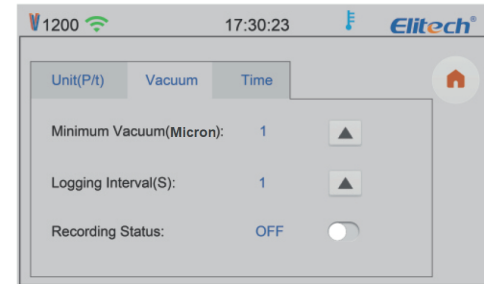 V1200 17:30:23 Elitech®
Unit(P/t) Vacuum Time
Minimum Vacuum(Micron): 1
Logging Interval(S): 1
Recording Status: OFF